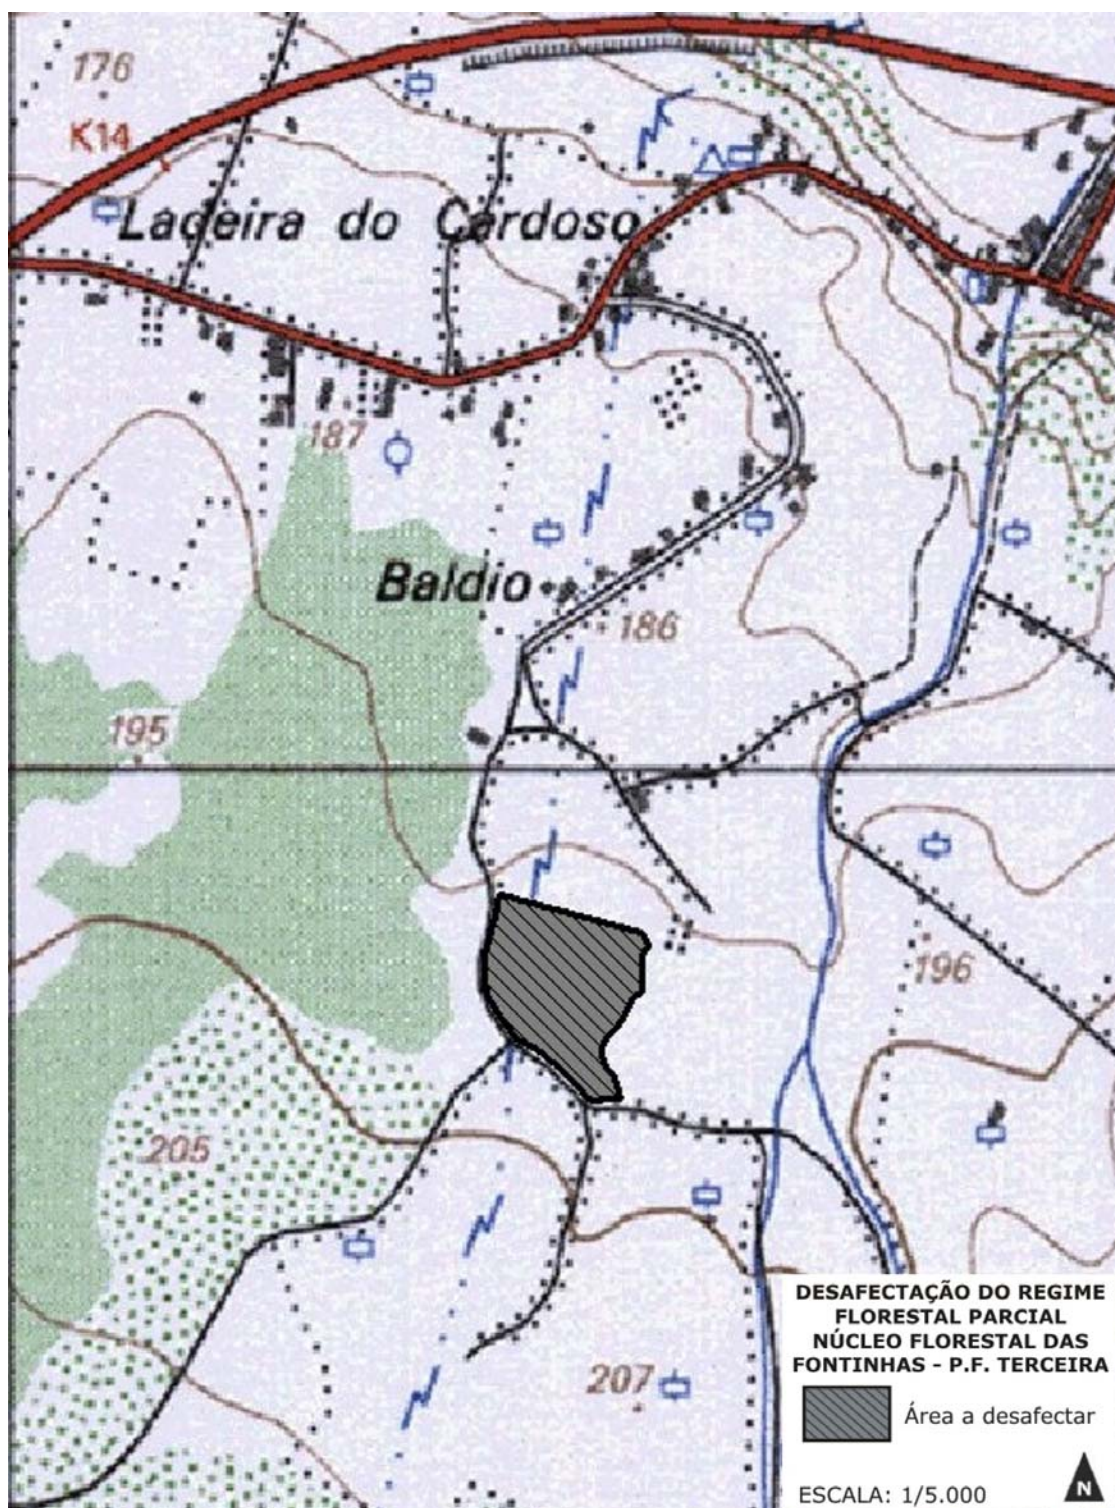 176
K14
Ladeira do Cardoso
187
Baldio
186
195
196
205
207
DESAFECTAÇÃO DO REGIME
FLORESTAL PARCIAL
NÚCLEO FLORESTAL DAS
FONTINHAS - P.F. TERCEIRA
Área a desafectar
ESCALA: 1/5.000
N